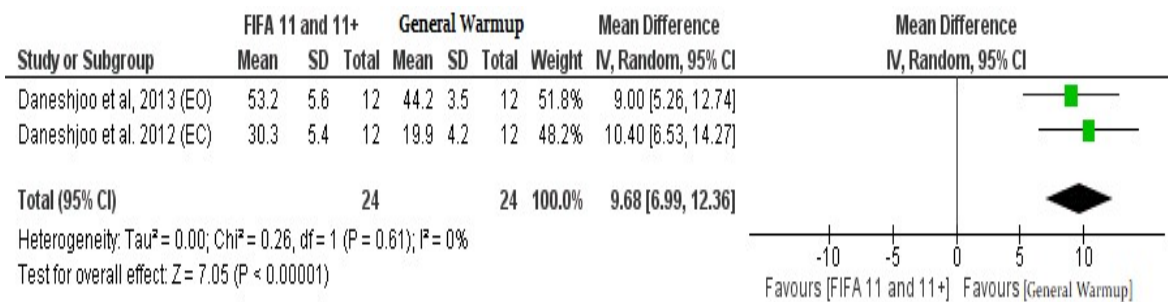 FIFA 11 and 11+ General Warmup Mean Difference Mean Difference
Study or Subgroup Mean SD Total Mean SD Total Weight IV, Random, 95% CI IV, Random, 95% CI
Daneshjoo et al, 2013 (EO) 53.2 5.6 12 44.2 3.5 12 51.8% 9.00 [5.26, 12.74]
Daneshjoo et al. 2012 (EC) 30.3 5.4 12 19.9 4.2 12 48.2% 10.40 [6.53, 14.27]
Total (95% CI) 24 24 100.0% 9.68 [6.99, 12.36]
Heterogeneity: Tau² = 0.00; Chi² = 0.26, df = 1 (P = 0.61); I² = 0%
Test for overall effect: Z = 7.05 (P < 0.00001)
-10 -5 0 5 10
Favours [FIFA 11 and 11+] Favours [General Warmup]